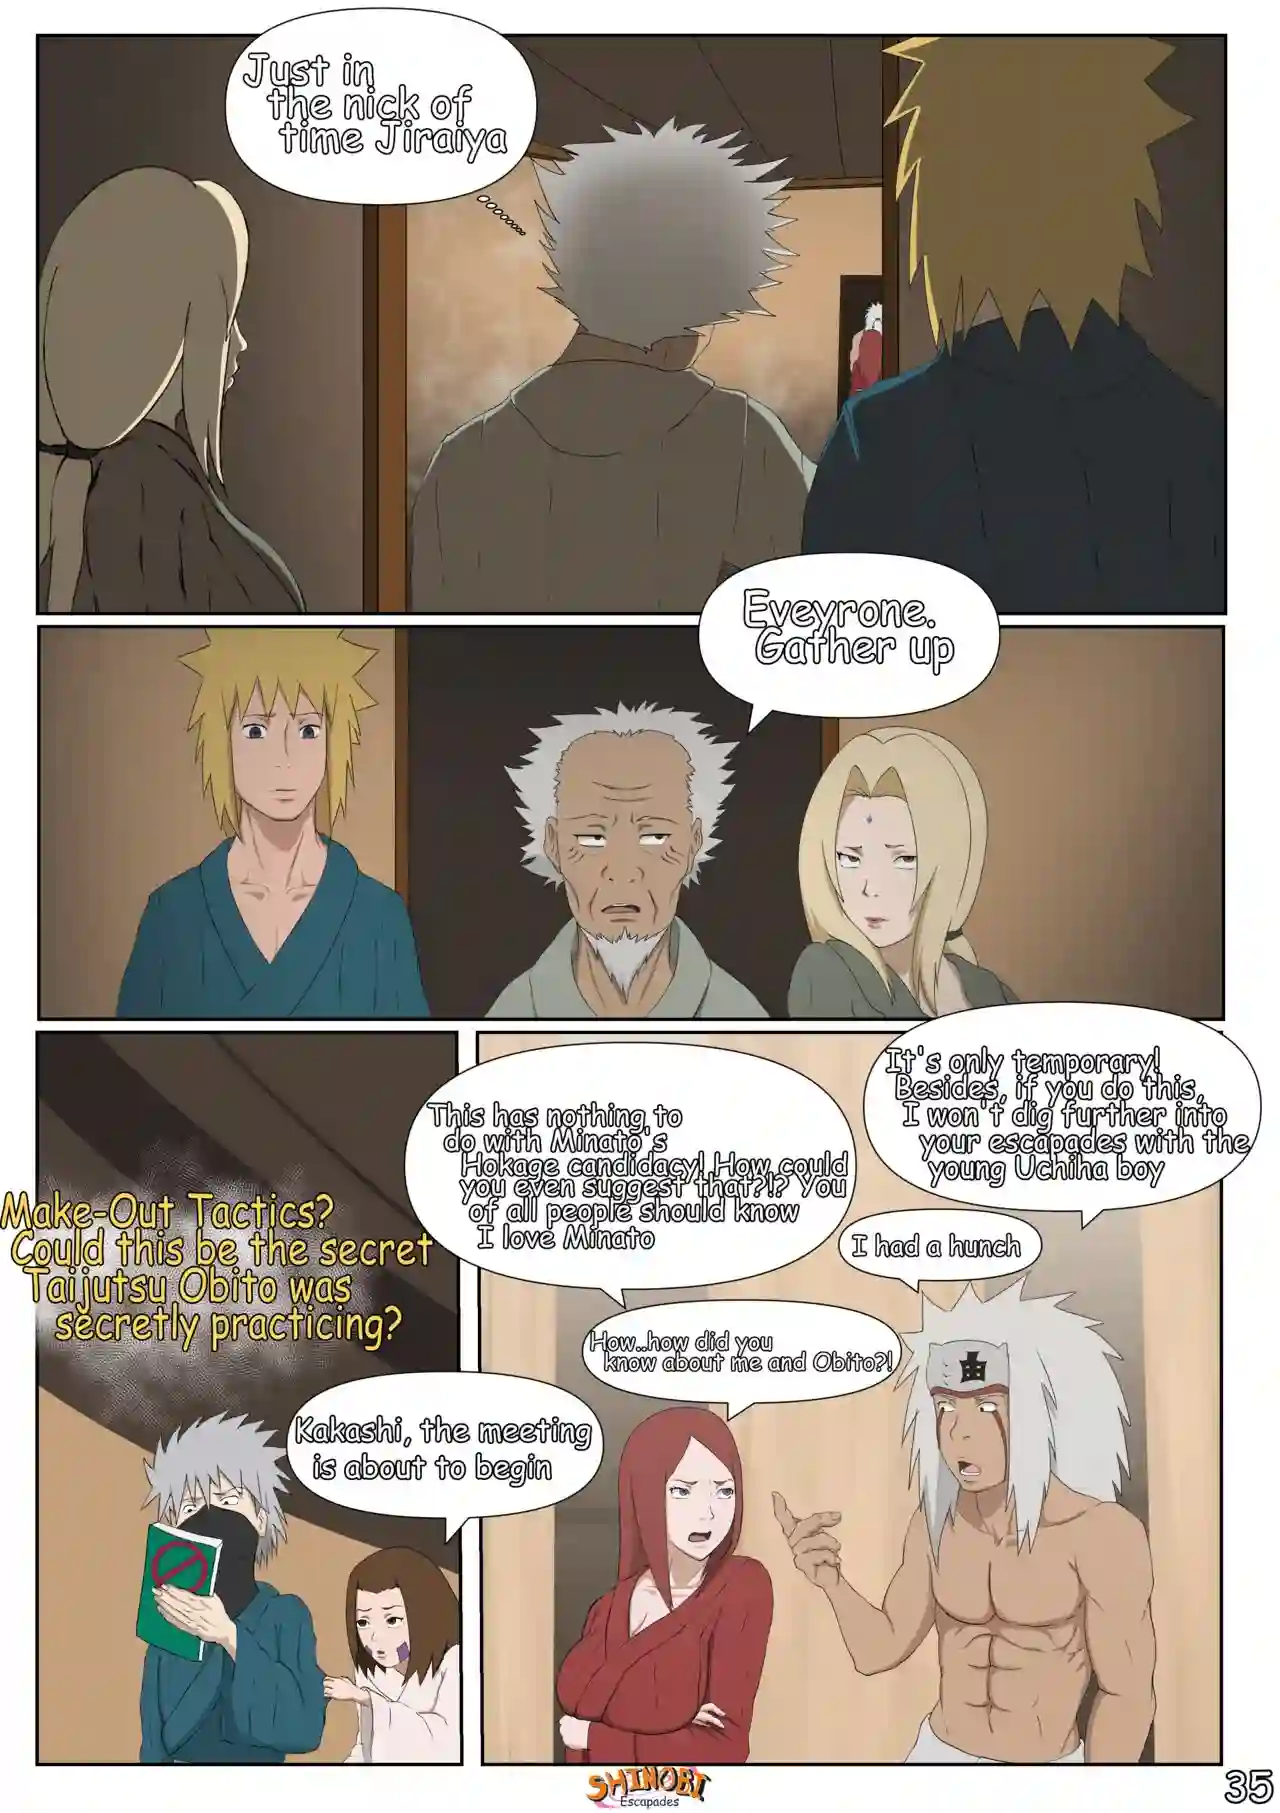 Just in
the nick of
time Jiraiya
Eveyrone.
Gather up
Make-Out Tactics?
Could this be the secret
Taijutsu Obito was
secretly practicing?
Kakashi, the meeting
is about to begin
This has nothing to
do with Minato's
Hokage candidacy! How could
you even suggest that?!? You
of all people should know
I love Minato
It's only temporary!
Besides, if you do this,
I won't dig further into
your escapades with the
young Uchiha boy
How..how did you
know about me and Obito?!
I had a hunch
由
SHINOBI
Escapades
35